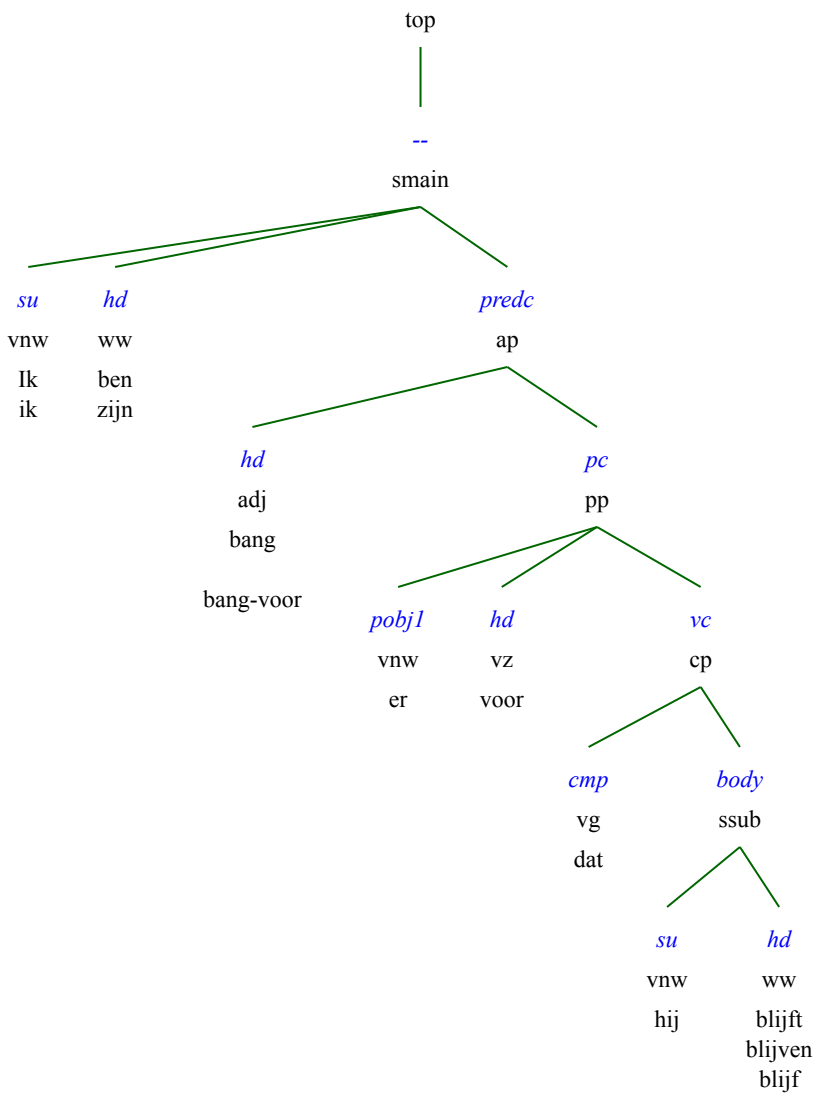 top
--
smain
su hd predc
vnw ww ap
Ik ben
ik zijn
hd pc
adj pp
bang
bang-voor
pobj1 hd vc
vnw vz cp
er voor
cmp body
vg ssub
dat
su hd
vnw ww
hij blijft
blijven
blijf